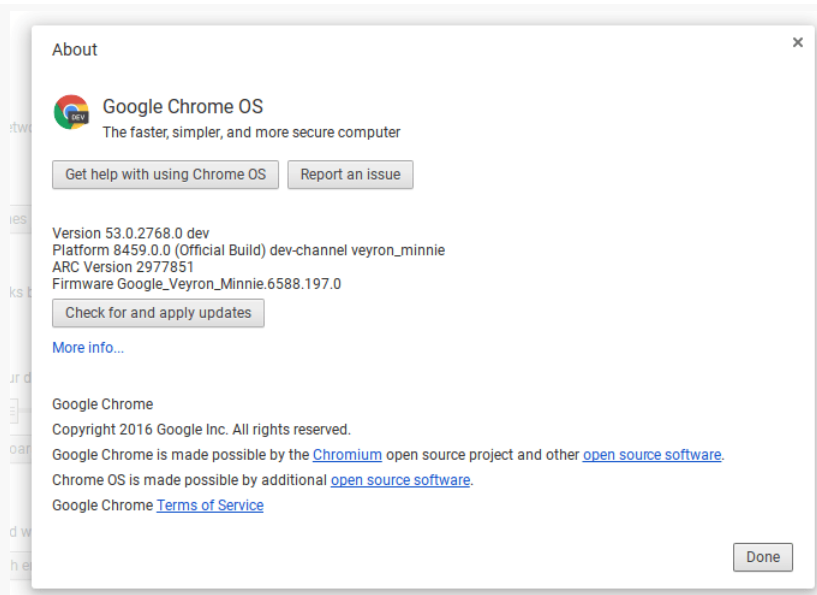 About
×
Google Chrome OS
DEV
The faster, simpler, and more secure computer
Get help with using Chrome OS
Report an issue
Version 53.0.2768.0 dev
Platform 8459.0.0 (Official Build) dev-channel veyron_minnie
ARC Version 2977851
Firmware Google_Veyron_Minnie.6588.197.0
Check for and apply updates
More info...
Google Chrome
Copyright 2016 Google Inc. All rights reserved.
Google Chrome is made possible by the Chromium open source project and other open source software.
Chrome OS is made possible by additional open source software.
Google Chrome Terms of Service
Done